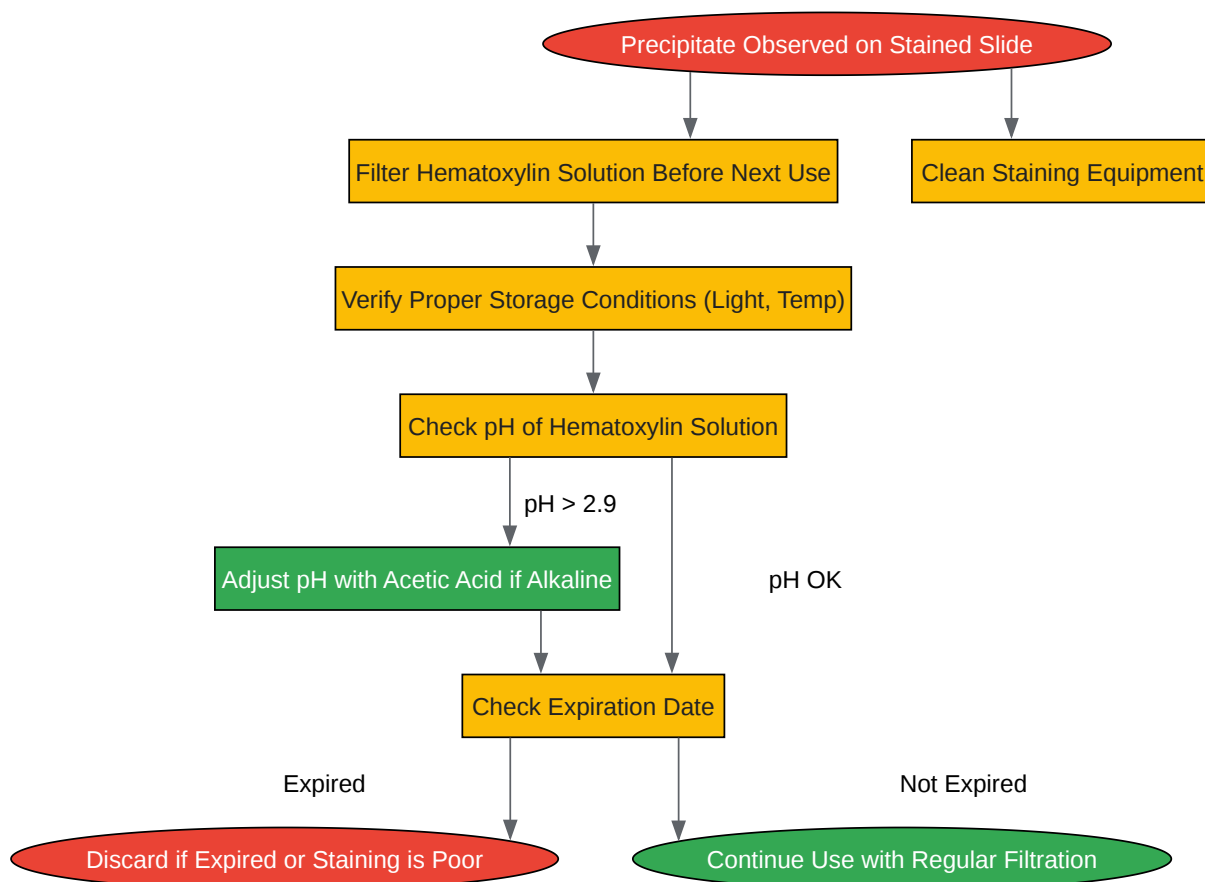 Precipitate Observed on Stained Slide
Filter Hematoxylin Solution Before Next Use
Clean Staining Equipment
Verify Proper Storage Conditions (Light, Temp)
Check pH of Hematoxylin Solution
pH > 2.9
Adjust pH with Acetic Acid if Alkaline
pH OK
Check Expiration Date
Expired
Not Expired
Discard if Expired or Staining is Poor
Continue Use with Regular Filtration